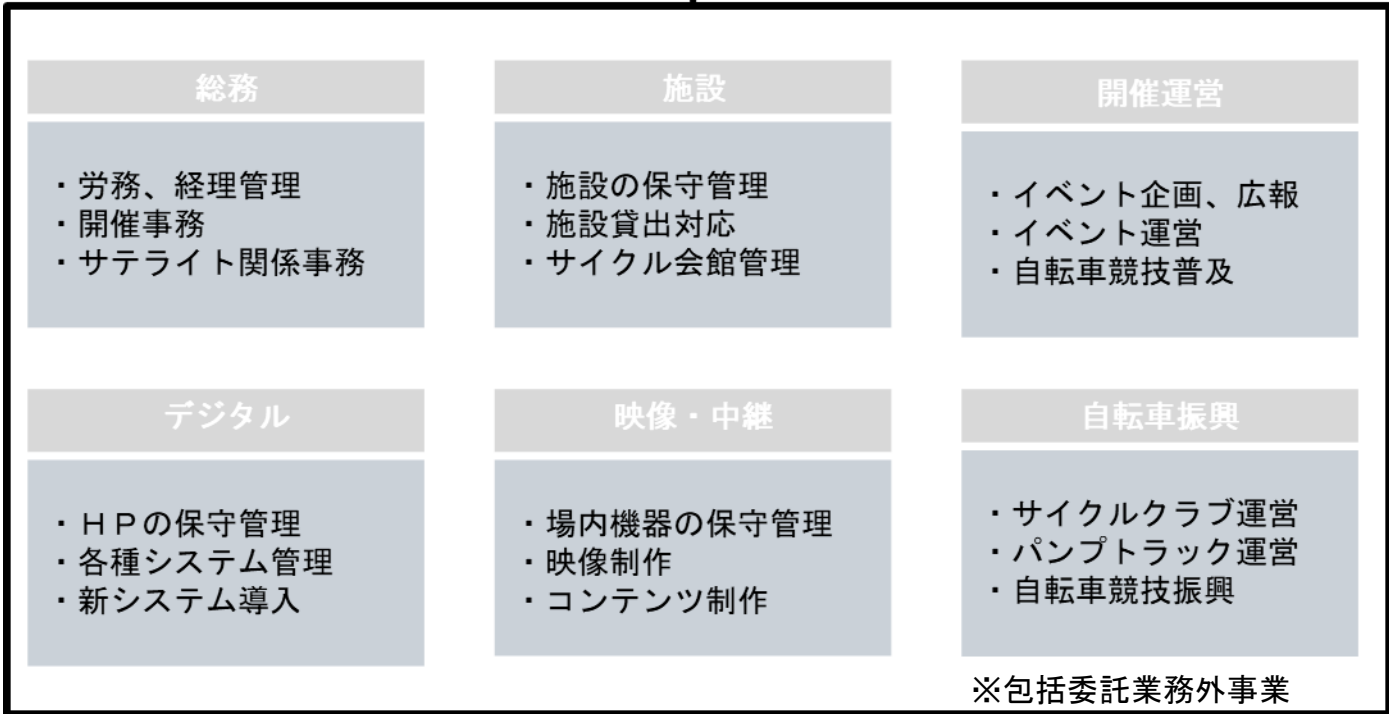 総務
・労務、経理管理
・開催事務
・サテライト関係事務
施設
・施設の保守管理
・施設貸出対応
・サイクル会館管理
開催運営
・イベント企画、広報
・イベント運営
・自転車競技普及
デジタル
・ＨＰの保守管理
・各種システム管理
・新システム導入
映像・中継
・場内機器の保守管理
・映像制作
・コンテンツ制作
自転車振興
・サイクルクラブ運営
・パンプトラック運営
・自転車競技振興
※包括委託業務外事業